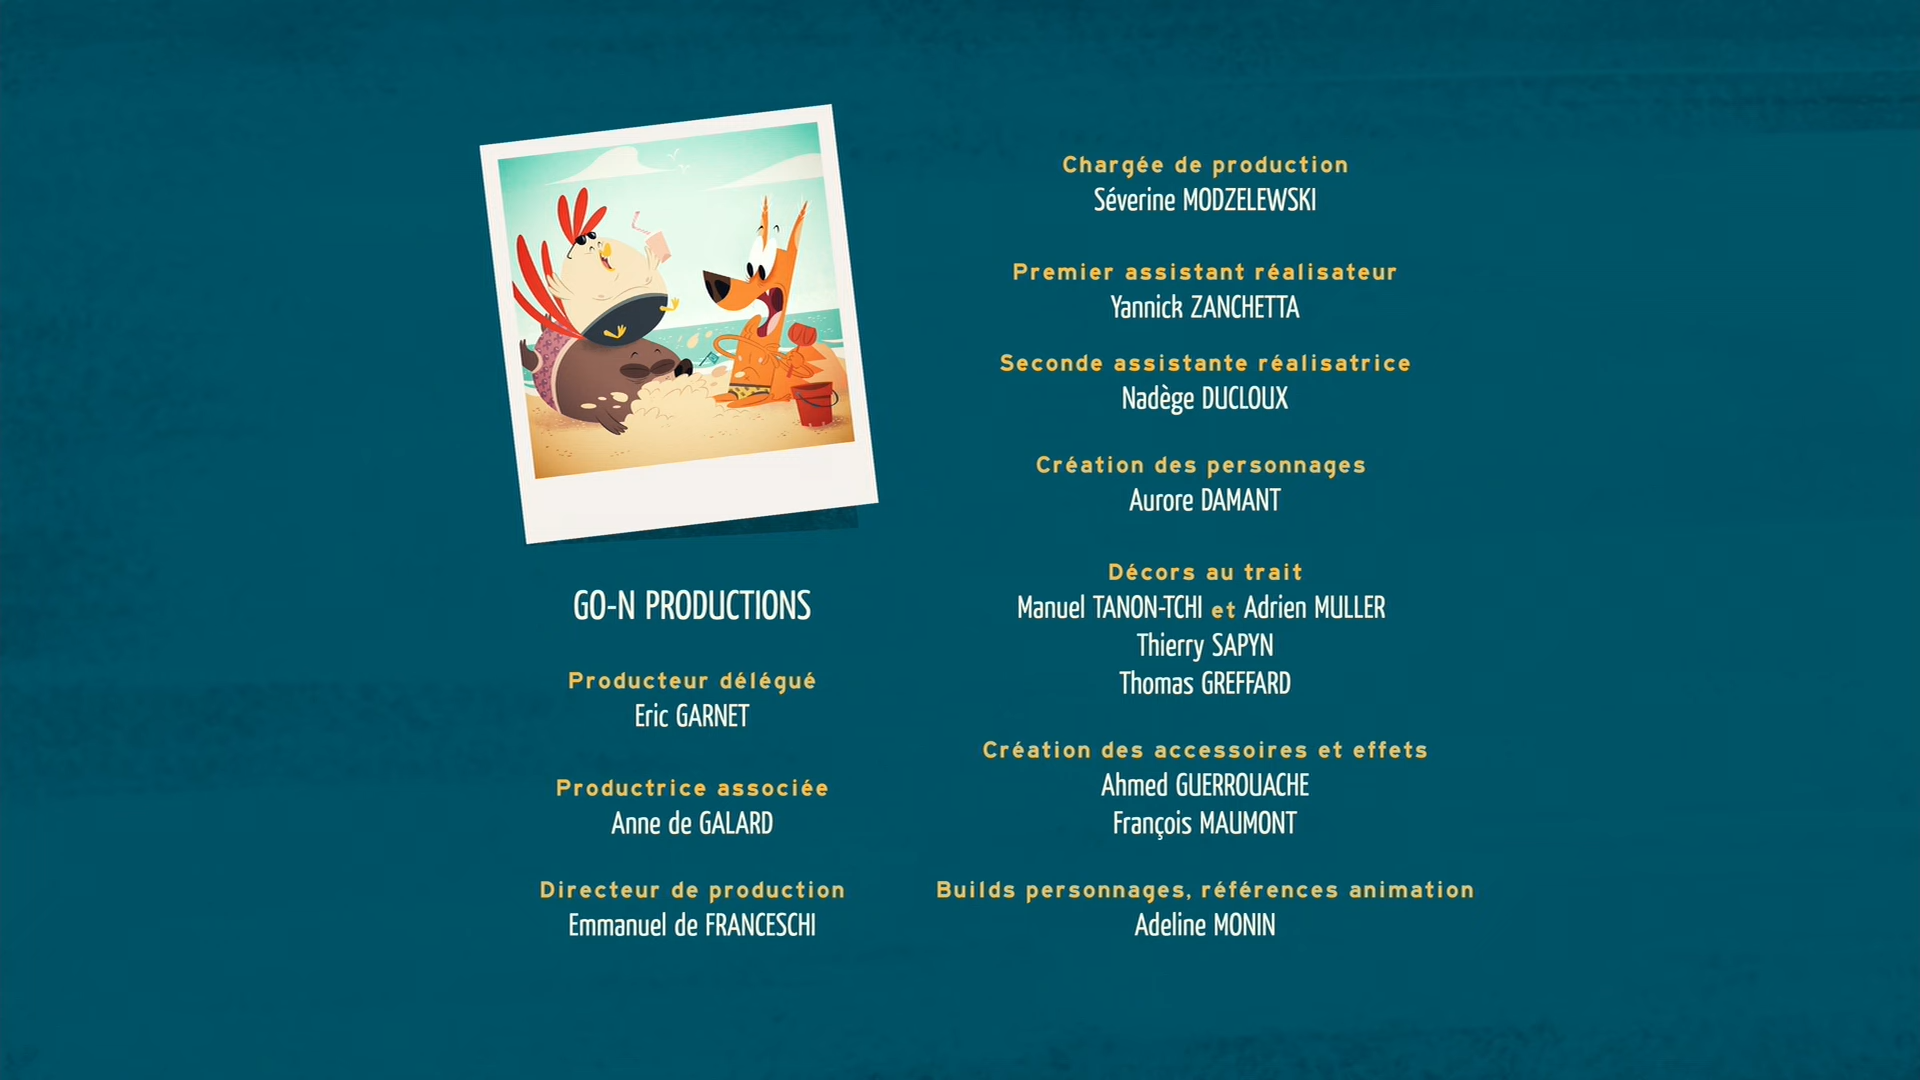 GO-N PRODUCTIONS
Producteur délégué
Eric GARNET
Productrice associée
Anne de GALARD
Directeur de production
Emmanuel de FRANCESCHI
Chargée de production
Séverine MODZELEWSKI
Premier assistant réalisateur
Yannick ZANCHETTA
Seconde assistante réalisatrice
Nadège DUCLOUX
Création des personnages
Aurore DAMANT
Décors au trait
Manuel TANON-TCHI et Adrien MULLER
Thierry SAPYN
Thomas GREFFARD
Création des accessoires et effets
Ahmed GUERROUACHE
François MAUMONT
Builds personnages, références animation
Adeline MONIN